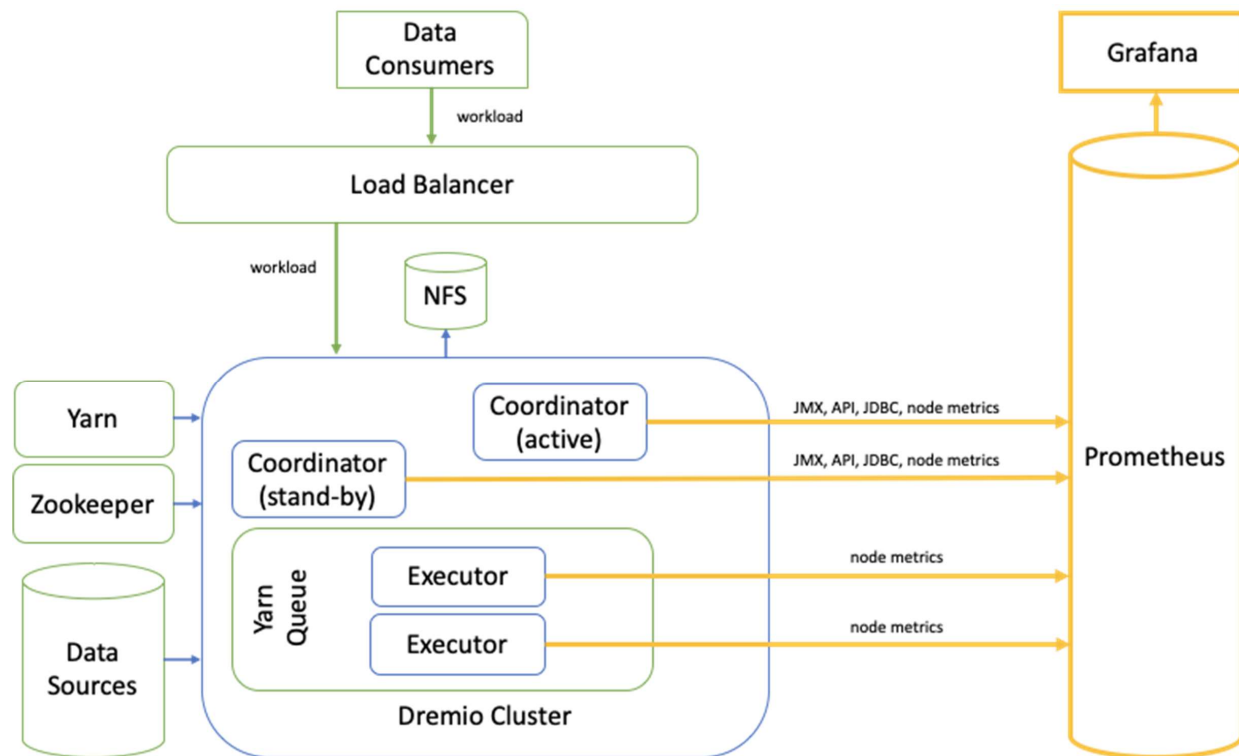 Data
Consumers
Grafana
workload
Load Balancer
workload
NFS
Yarn
Coordinator
(active)
JMX, API, JDBC, node metrics
Coordinator
(stand-by)
JMX, API, JDBC, node metrics
Prometheus
Zookeeper
Yarn
Queue
Executor
node metrics
Executor
node metrics
Data
Sources
Dremio Cluster